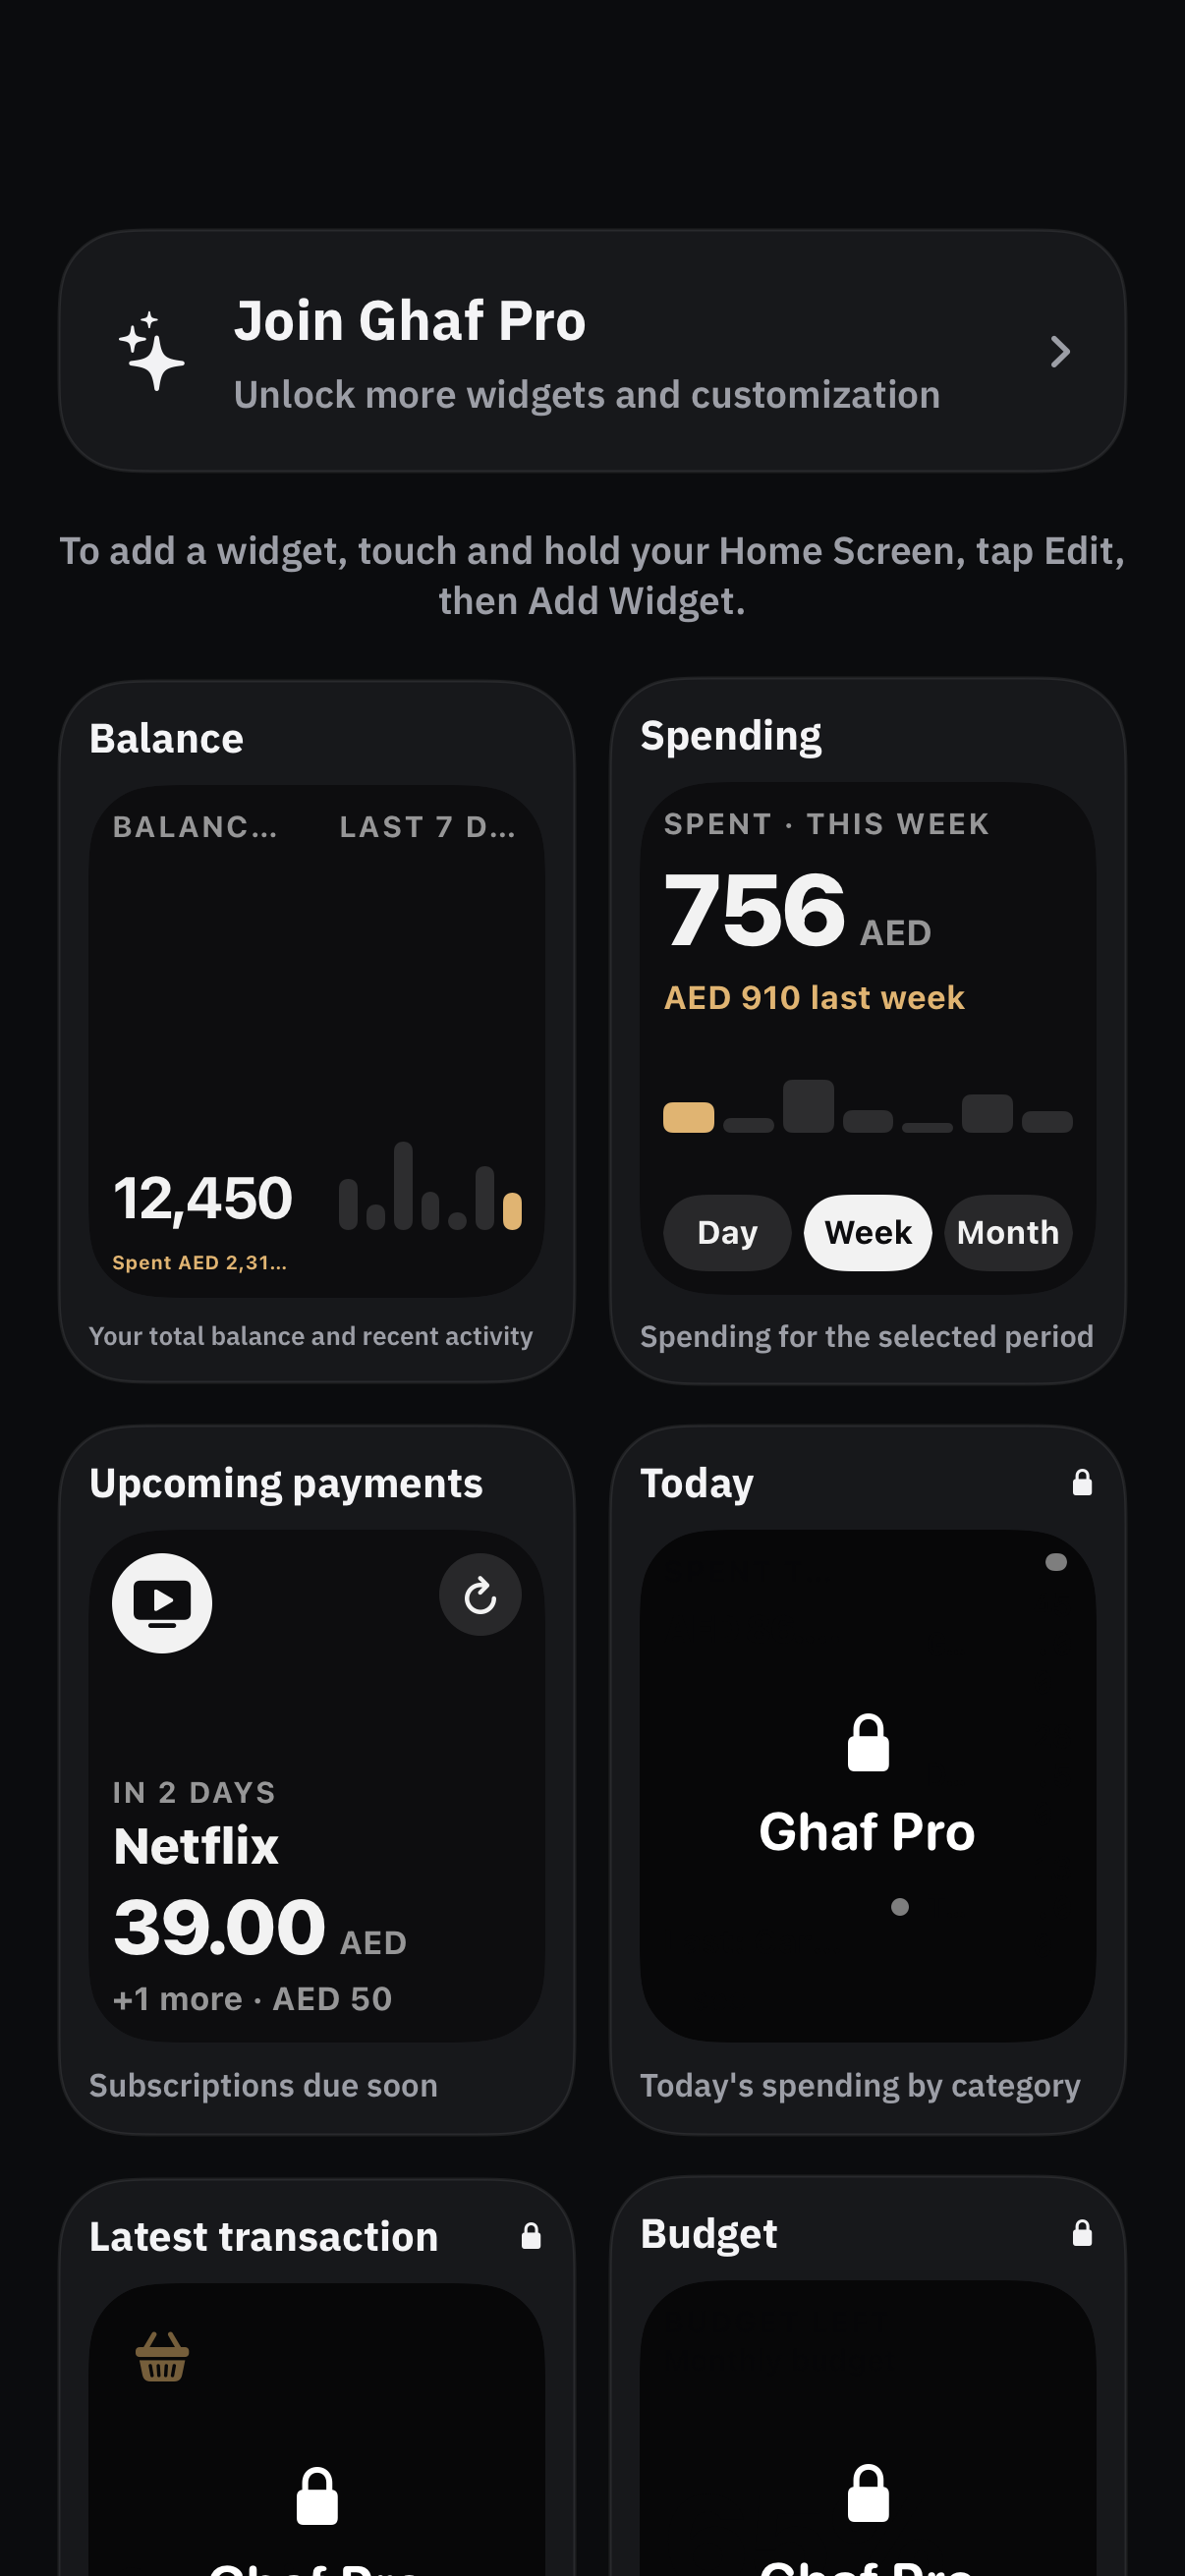 Join Ghaf Pro
Unlock more widgets and customization
To add a widget, touch and hold your Home Screen, tap Edit,
then Add Widget.
Balance
BALANC...
LAST 7 D...
12,450
Spent AED 2,31...
Your total balance and recent activity
Spending
SPENT · THIS WEEK
756 AED
AED 910 last week
Day
Week
Month
Spending for the selected period
Upcoming payments
IN 2 DAYS
Netflix
39.00 AED
+1 more · AED 50
Subscriptions due soon
Today
Ghaf Pro
Today's spending by category
Latest transaction
Budget